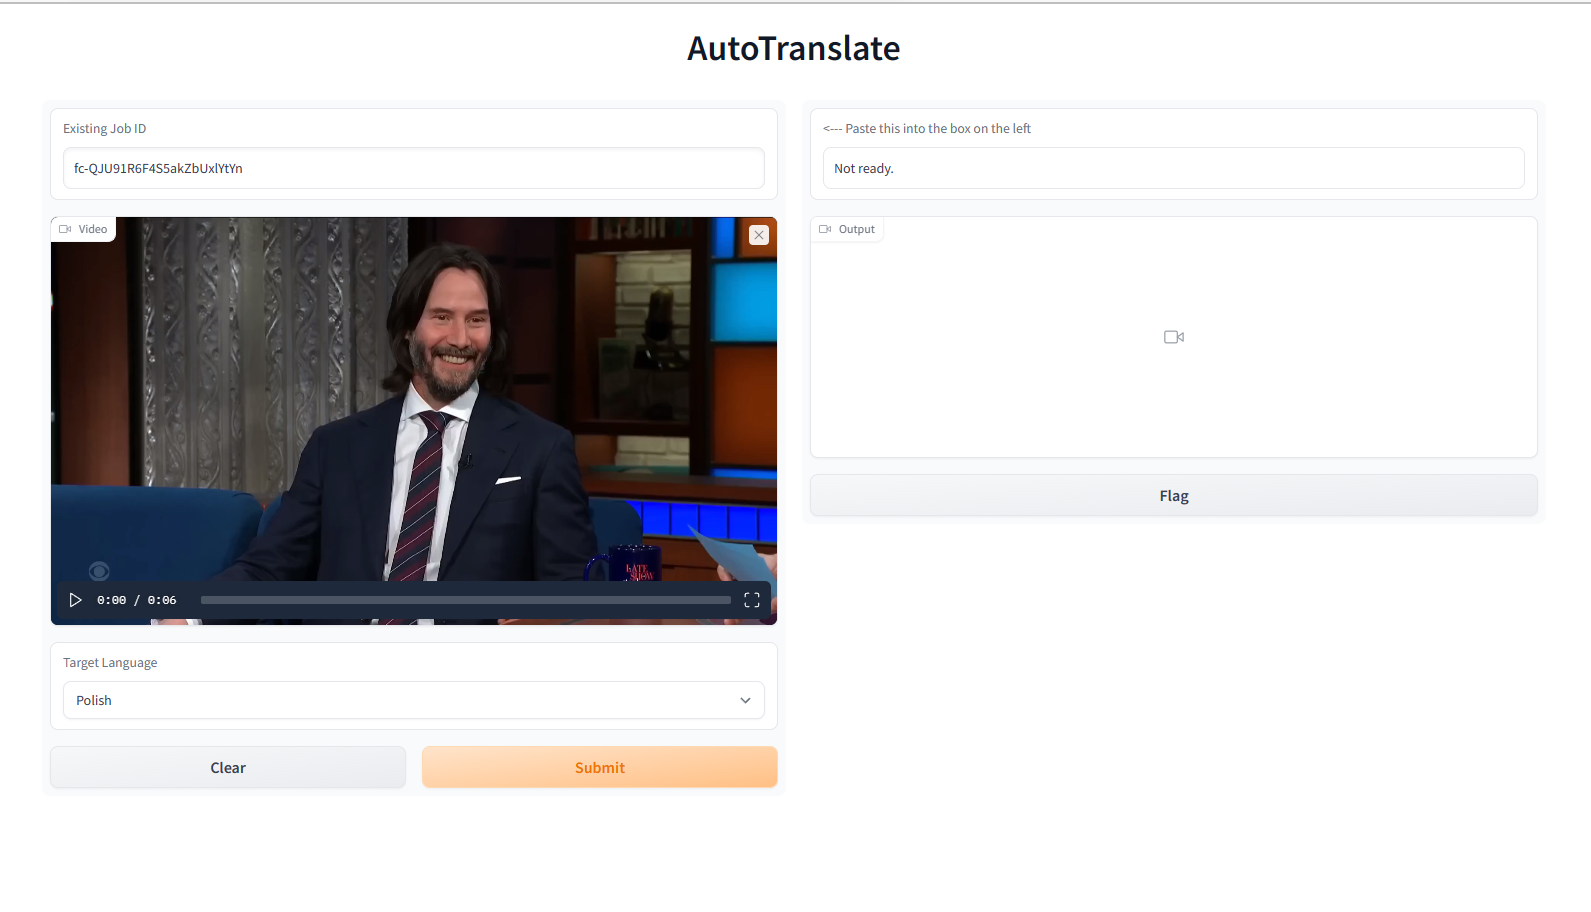 AutoTranslate
Existing Job ID
fc-QJU91R6F4S5akZbUxlYtYn
Video
LATE
SHOW
0:00 / 0:06
Target Language
Polish
Clear
Submit
<--- Paste this into the box on the left
Not ready.
Output
Flag